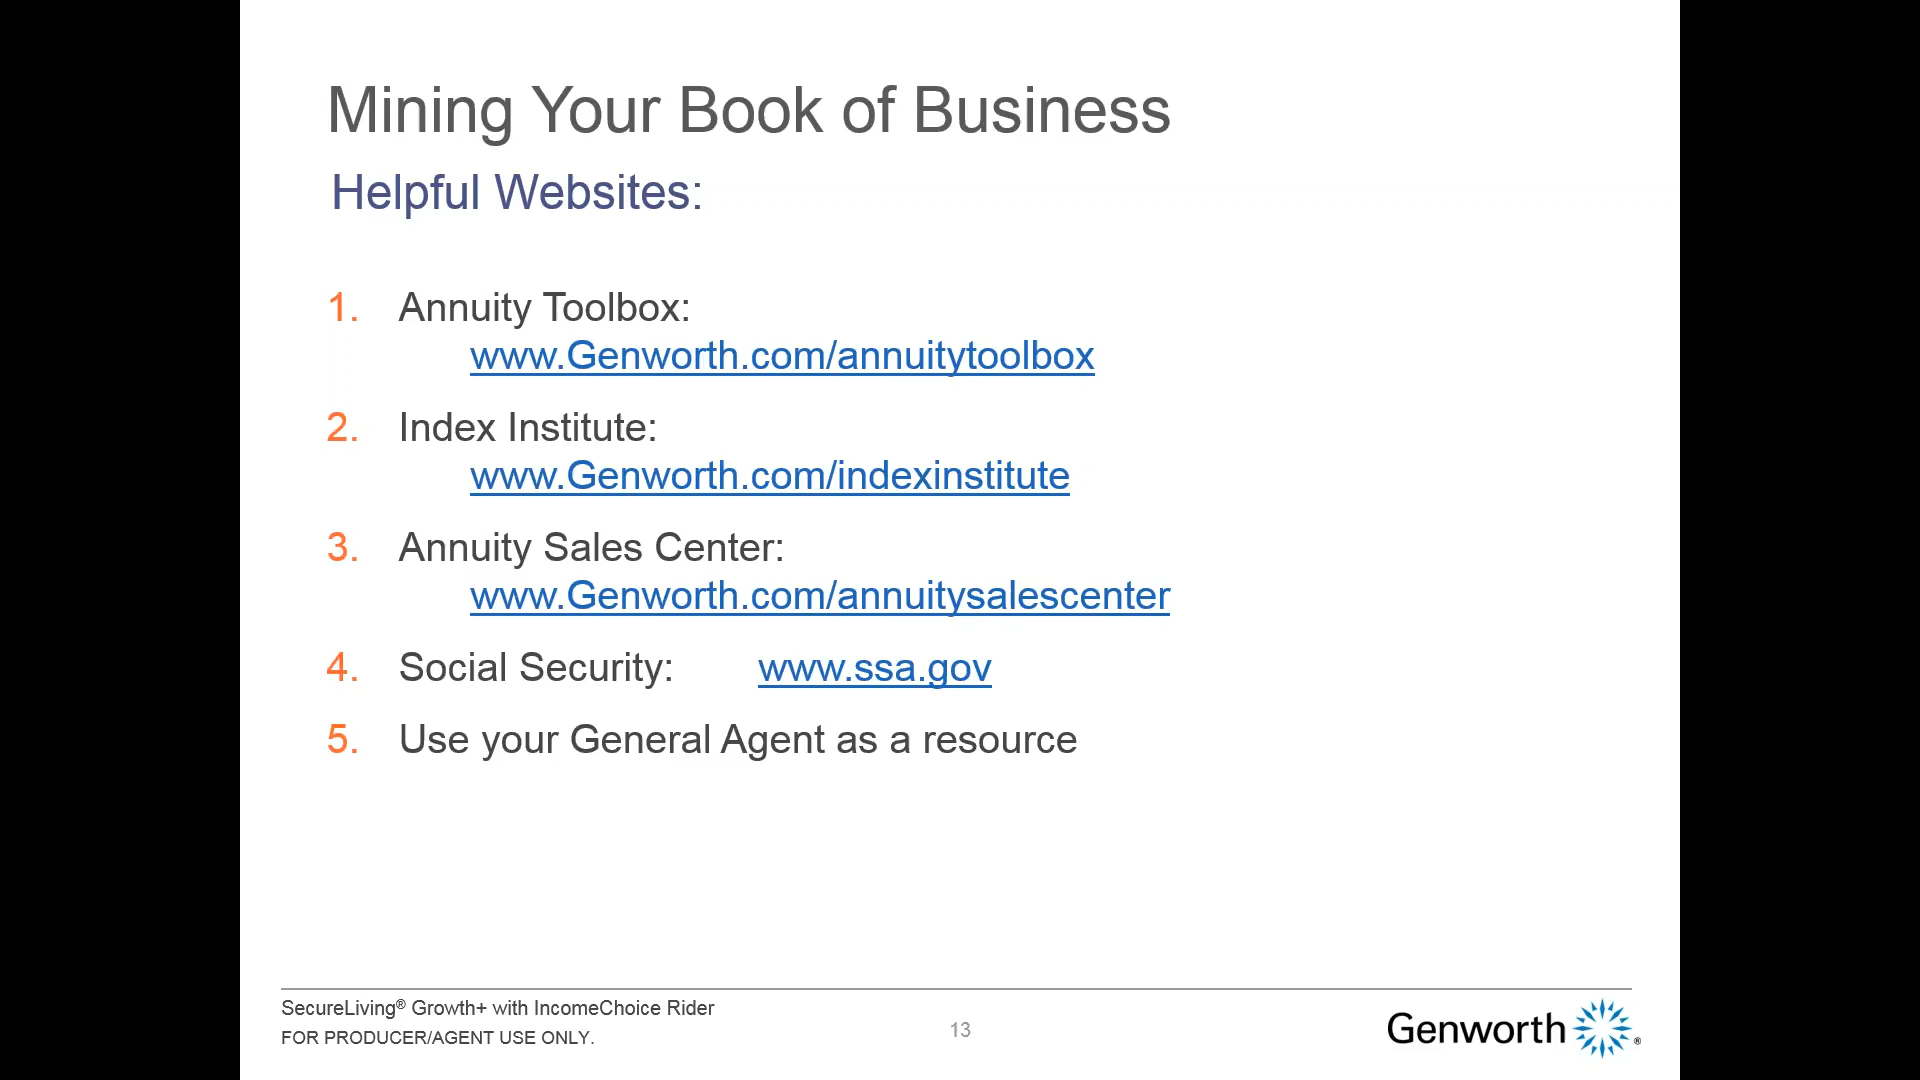 Mining Your Book of Business
Helpful Websites:
1. Annuity Toolbox:
www.Genworth.com/annuitytoolbox
2. Index Institute:
www.Genworth.com/indexinstitute
3. Annuity Sales Center:
www.Genworth.com/annuitysalescenter
4. Social Security: www.ssa.gov
5. Use your General Agent as a resource
SecureLiving® Growth+ with IncomeChoice Rider
FOR PRODUCER/AGENT USE ONLY.
13
Genworth®